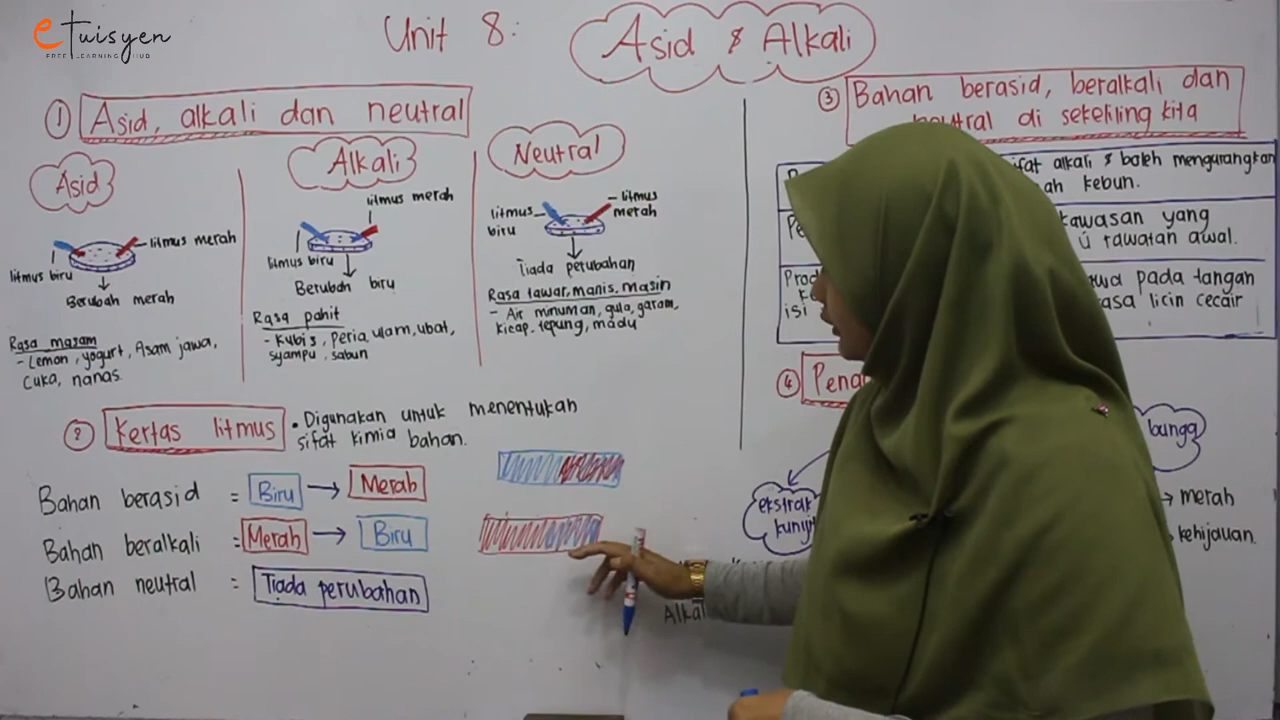 eTuisyen
FREE LEARNING HUB
Unit 8:
Asid & Alkali
① Asid, alkali dan neutral
Asid
litmus merah
litmus biru
Berubah merah
Rasa masam
- Lemon, yogurt, Asam jawa,
cuka, nanas.
Alkali
litmus merah
litmus biru
Berubah biru
Rasa pahit
- Kubis, Peria, ulam, ubat,
syampu, sabun
Neutral
litmus
biru
litmus
merah
Tiada perubahan
Rasa tawar, manis, masin
- Air minuman, gula, garam,
kicap, tepung, madu
② Kertas litmus
• Digunakan untuk menentukan
sifat kimia bahan.
Bahan berasid = Biru → Merah
Bahan beralkali = Merah → Biru
Bahan neutral = Tiada perubahan
③ Bahan berasid, beralkali dan
neutral di sekeliling kita
alkali & boleh mengurangkan
kebun.
kawasan yang
rawatan awal.
pada tangan
isi
licin cecair
④
bunga
ekstrak
kunyit
→ merah
kehijauan.